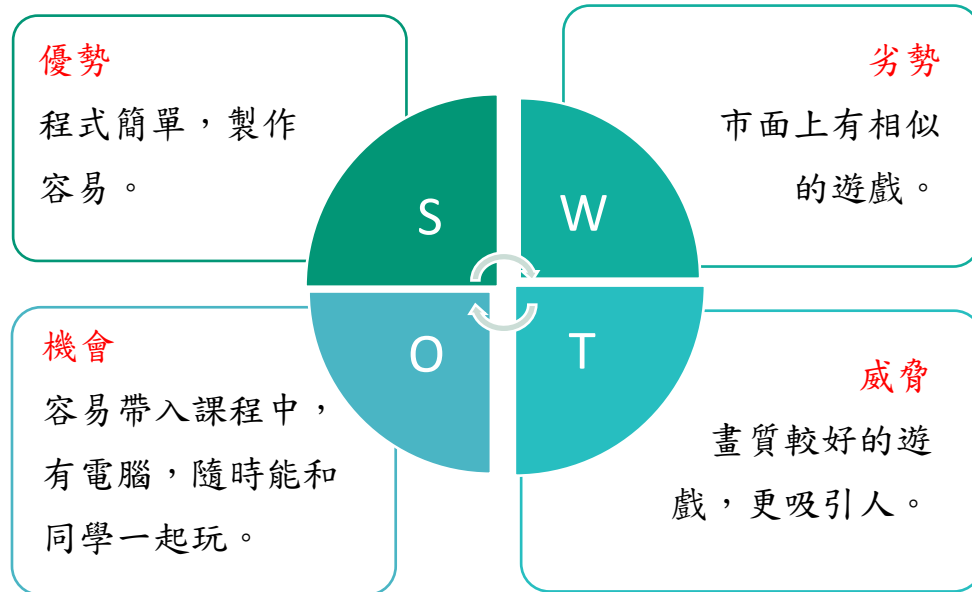 優勢
程式簡單，製作
容易。
劣勢
市面上有相似
的遊戲。
S
W
O
T
機會
容易帶入課程中，
有電腦，隨時能和
同學一起玩。
威脅
畫質較好的遊
戲，更吸引人。